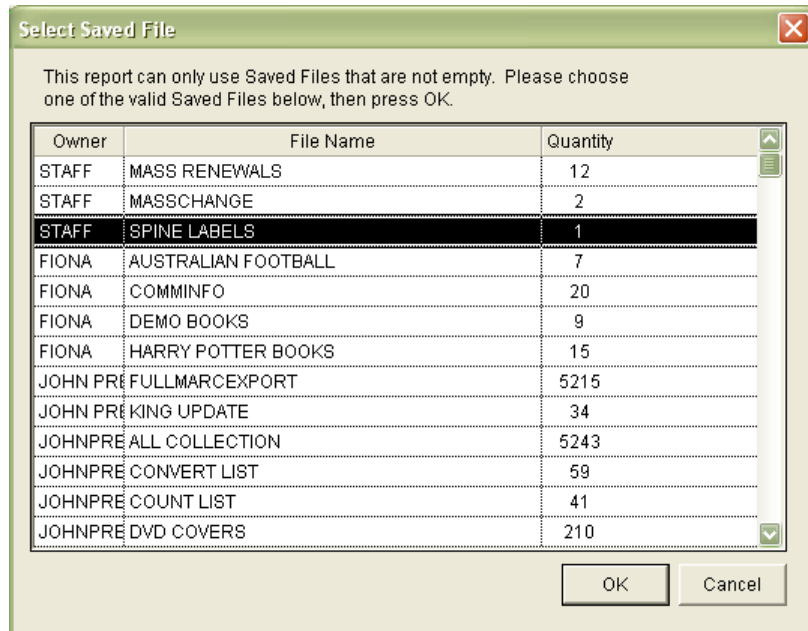 Select Saved File
This report can only use Saved Files that are not empty. Please choose
one of the valid Saved Files below, then press OK.
Owner File Name Quantity
STAFF MASS RENEWALS 12
STAFF MASSCHANGE 2
STAFF SPINE LABELS 1
FIONA AUSTRALIAN FOOTBALL 7
FIONA COMMINFO 20
FIONA DEMO BOOKS 9
FIONA HARRY POTTER BOOKS 15
JOHN PRE FULLMARCEXPORT 5215
JOHN PRE KING UPDATE 34
JOHNPRE ALL COLLECTION 5243
JOHNPRE CONVERT LIST 59
JOHNPRE COUNT LIST 41
JOHNPRE DVD COVERS 210
OK Cancel